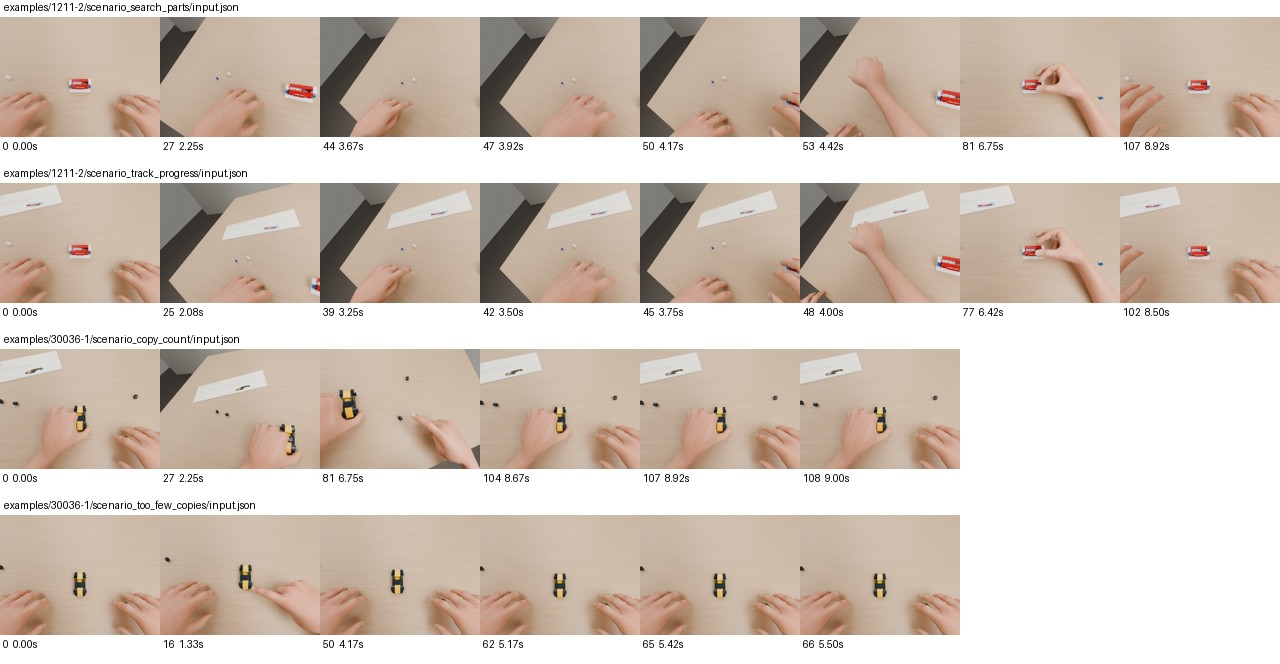 examples/1211-2/scenario_search_parts/input.json
0 0.00s 27 2.25s 44 3.67s 47 3.92s 50 4.17s 53 4.42s 81 6.75s 107 8.92s
examples/1211-2/scenario_track_progress/input.json
0 0.00s 25 2.08s 39 3.25s 42 3.50s 45 3.75s 48 4.00s 77 6.42s 102 8.50s
examples/30036-1/scenario_copy_count/input.json
0 0.00s 27 2.25s 81 6.75s 104 8.67s 107 8.92s 108 9.00s
examples/30036-1/scenario_too_few_copies/input.json
0 0.00s 16 1.33s 50 4.17s 62 5.17s 65 5.42s 66 5.50s